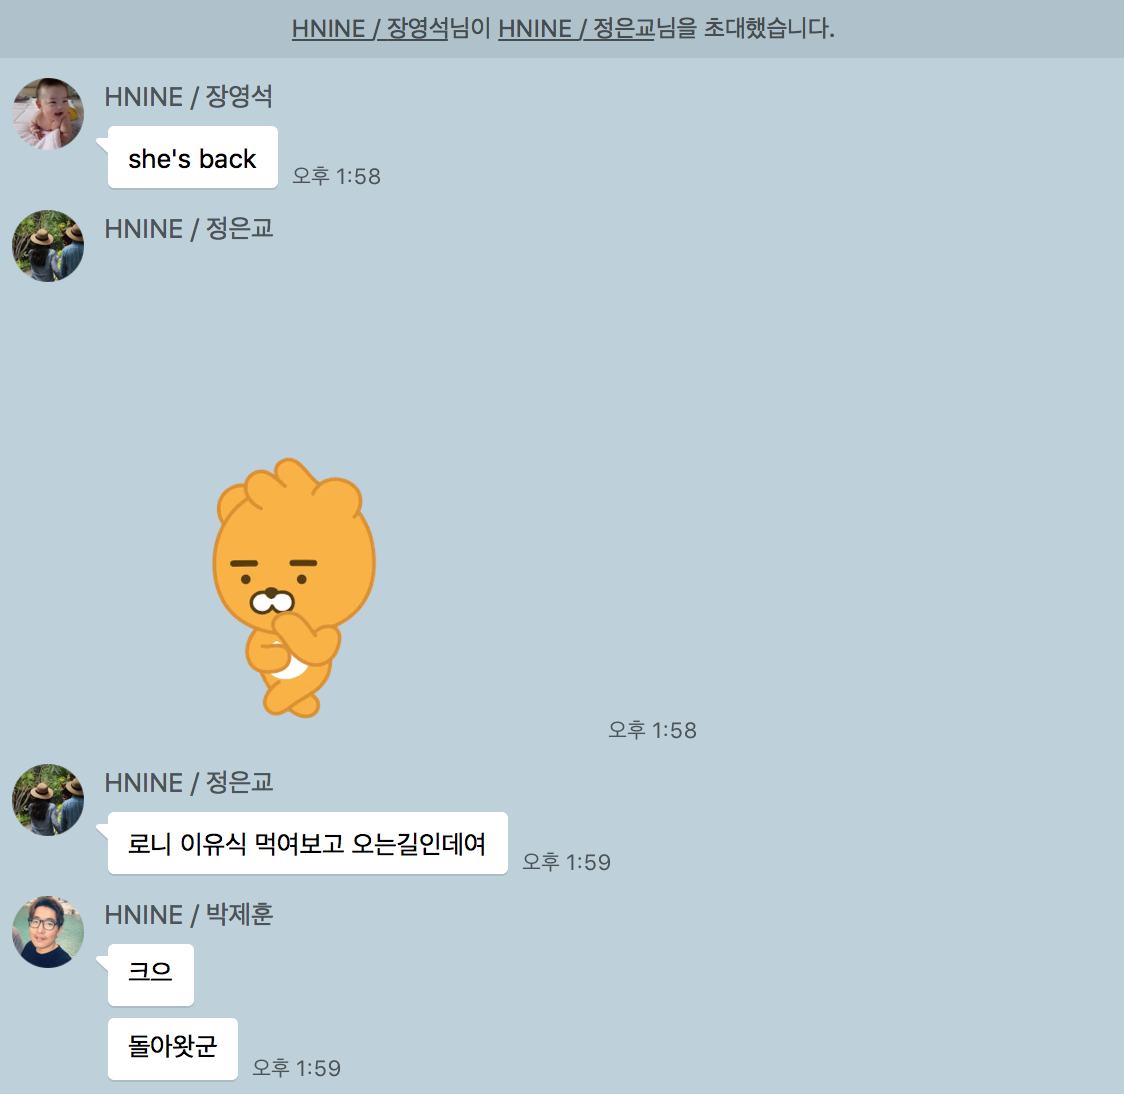 HNINE / 장영석님이 HNINE / 정은교님을 초대했습니다.
HNINE / 장영석
she's back
오후 1:58
HNINE / 정은교
오후 1:58
HNINE / 정은교
로니 이유식 먹여보고 오는길인데여
오후 1:59
HNINE / 박제훈
크으
돌아왓군
오후 1:59